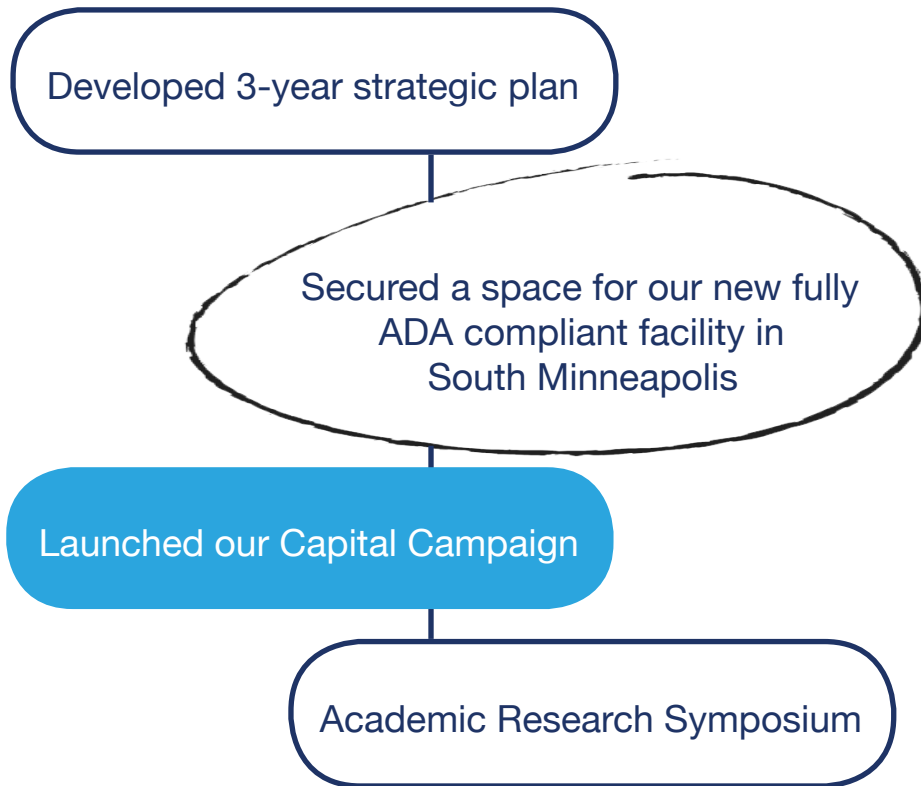 Developed 3-year strategic plan
Secured a space for our new fully
ADA compliant facility in
South Minneapolis
Launched our Capital Campaign
Academic Research Symposium